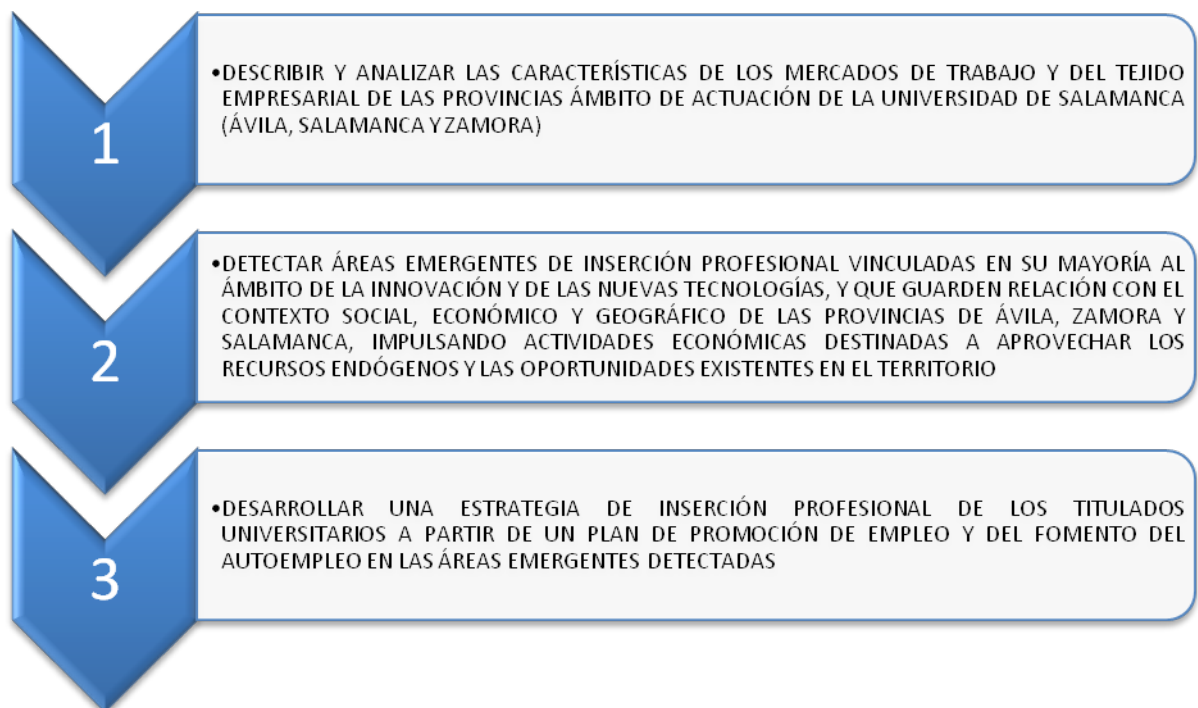 1
•DESCRIBIR Y ANALIZAR LAS CARACTERÍSTICAS DE LOS MERCADOS DE TRABAJO Y DEL TEJIDO
EMPRESARIAL DE LAS PROVINCIAS ÁMBITO DE ACTUACIÓN DE LA UNIVERSIDAD DE SALAMANCA
(ÁVILA, SALAMANCA Y ZAMORA)
2
•DETECTAR ÁREAS EMERGENTES DE INSERCIÓN PROFESIONAL VINCULADAS EN SU MAYORÍA AL
ÁMBITO DE LA INNOVACIÓN Y DE LAS NUEVAS TECNOLOGÍAS, Y QUE GUARDEN RELACIÓN CON EL
CONTEXTO SOCIAL, ECONÓMICO Y GEOGRÁFICO DE LAS PROVINCIAS DE ÁVILA, ZAMORA Y
SALAMANCA, IMPULSANDO ACTIVIDADES ECONÓMICAS DESTINADAS A APROVECHAR LOS
RECURSOS ENDÓGENOS Y LAS OPORTUNIDADES EXISTENTES EN EL TERRITORIO
3
•DESARROLLAR UNA ESTRATEGIA DE INSERCIÓN PROFESIONAL DE LOS TITULADOS
UNIVERSITARIOS A PARTIR DE UN PLAN DE PROMOCIÓN DE EMPLEO Y DEL FOMENTO DEL
AUTOEMPLEO EN LAS ÁREAS EMERGENTES DETECTADAS